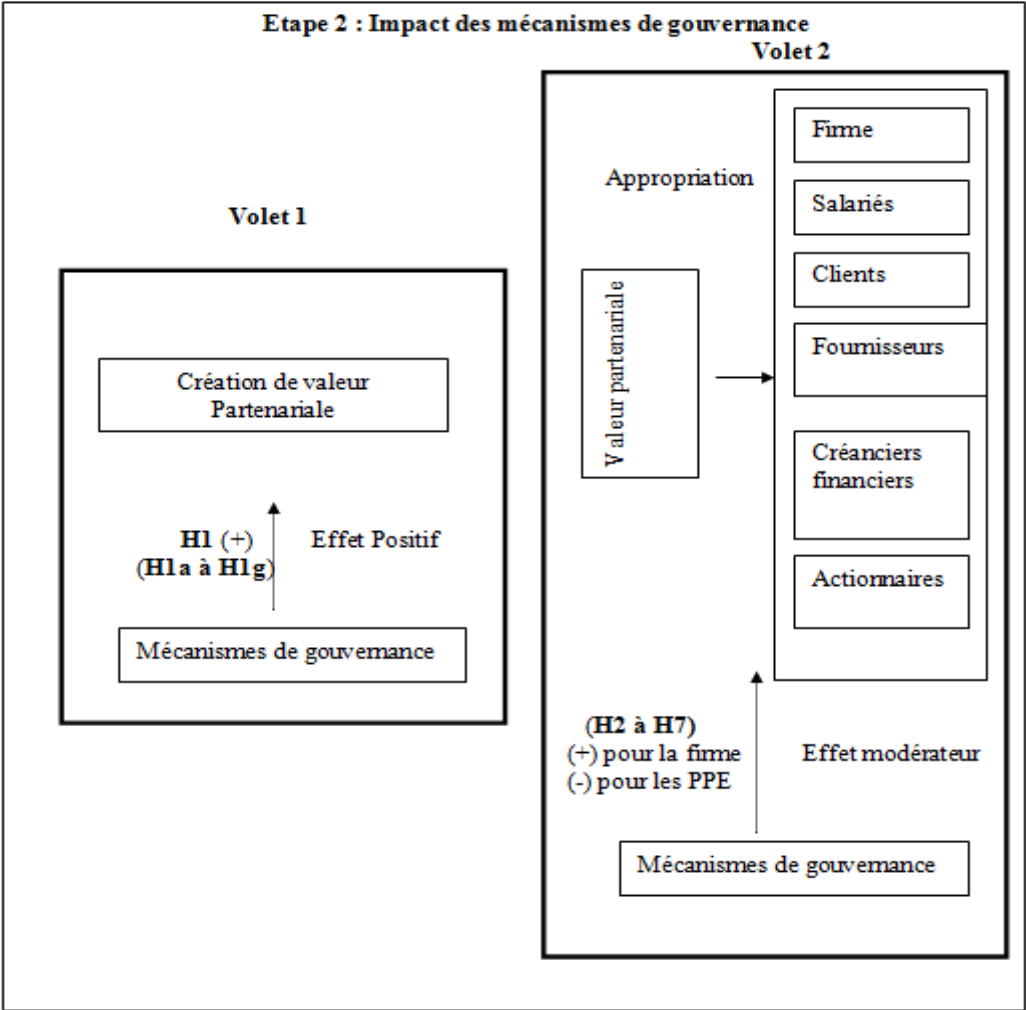 Etape 2 : Impact des mécanismes de gouvernance
Volet 1
Création de valeur
Partenariale
H1 (+)
(H1a à H1g)
Effet Positif
Mécanismes de gouvernance
Volet 2
Appropriation
Valeur partenariale
Firme
Salariés
Clients
Fournisseurs
Créanciers
financiers
Actionnaires
(H2 à H7)
(+) pour la firme
(-) pour les PPE
Effet modérateur
Mécanismes de gouvernance